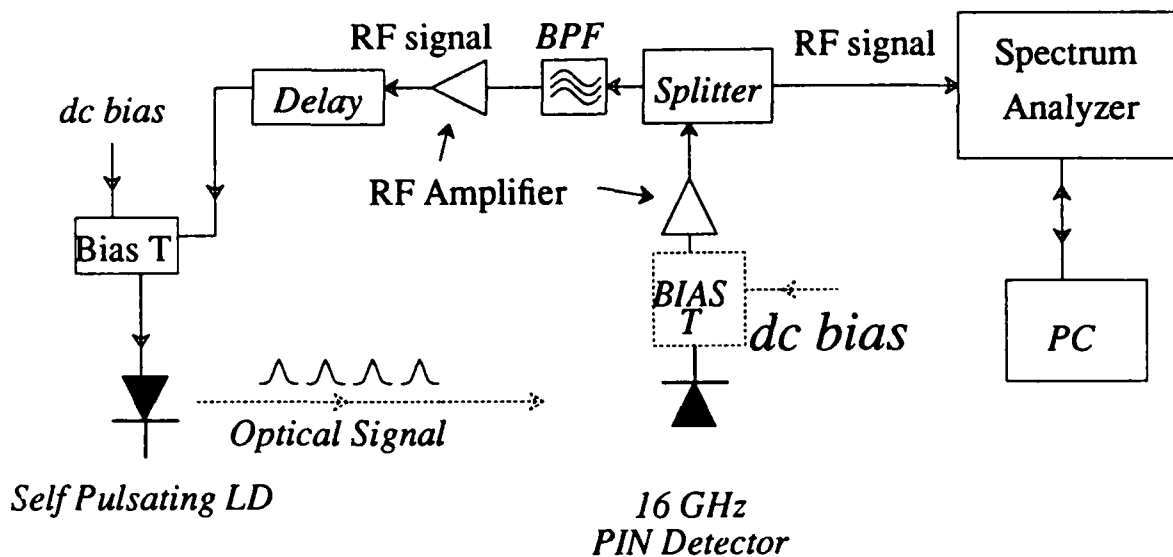 RF signal
BPF
RF signal
Spectrum
Analyzer
Delay
Splitter
dc bias
RF Amplifier
Bias T
BIAS
T
dc bias
PC
Optical Signal
Self Pulsating LD
16 GHz
PIN Detector